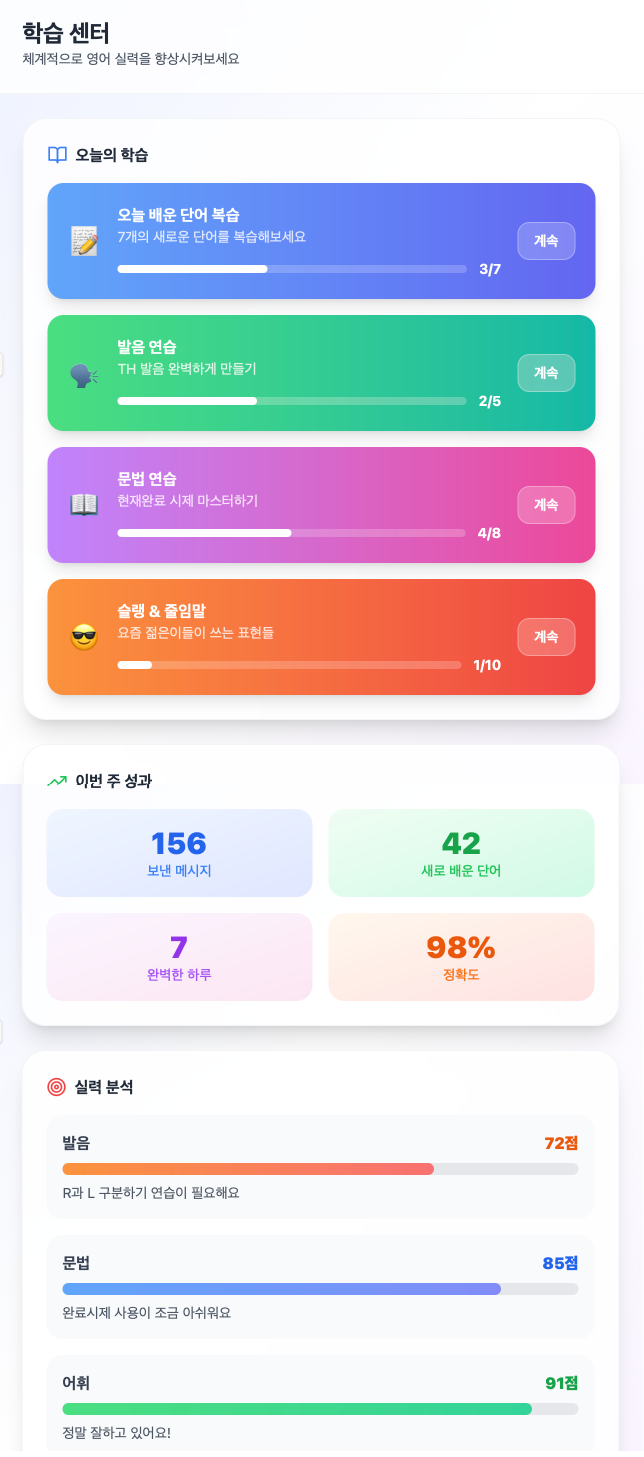 학습 센터
체계적으로 영어 실력을 향상시켜보세요
오늘의 학습
오늘 배운 단어 복습
7개의 새로운 단어를 복습해보세요
3/7
계속
발음 연습
TH 발음 완벽하게 만들기
2/5
계속
문법 연습
현재완료 시제 마스터하기
4/8
계속
슬랭 & 줄임말
요즘 젊은이들이 쓰는 표현들
1/10
계속
이번 주 성과
156
보낸 메시지
42
새로 배운 단어
7
완벽한 하루
98%
정확도
실력 분석
발음
72점
R과 L 구분하기 연습이 필요해요
문법
85점
완료시제 사용이 조금 아쉬워요
어휘
91점
정말 잘하고 있어요!